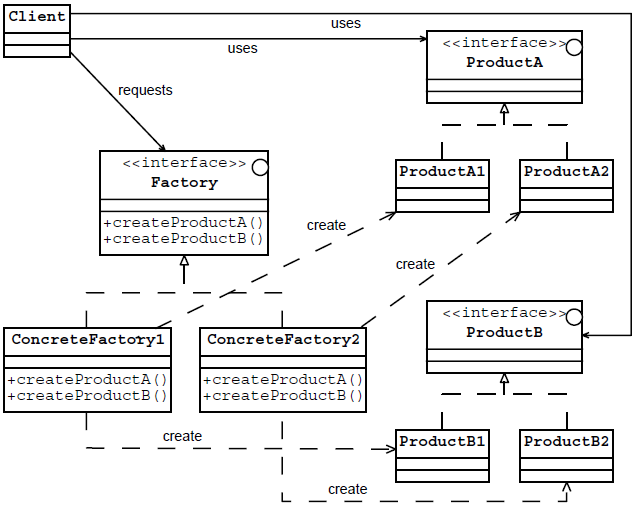 Client
uses
uses
<<interface>>
ProductA
requests
<<interface>>
Factory
+createProductA()
+createProductB()
ProductA1
ProductA2
create
create
ConcreteFactory1
+createProductA()
+createProductB()
ConcreteFactory2
+createProductA()
+createProductB()
<<interface>>
ProductB
create
ProductB1
ProductB2
create